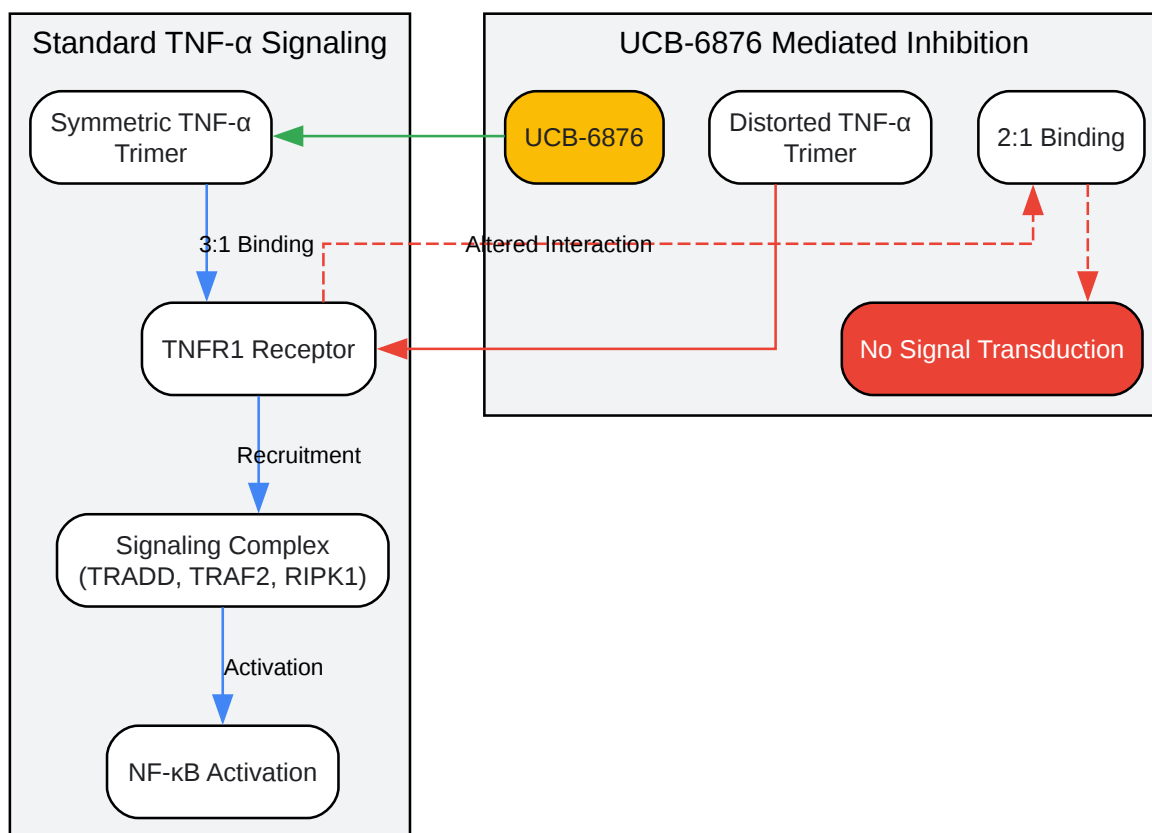 Standard TNF-α Signaling
Symmetric TNF-α
Trimer
3:1 Binding
TNFR1 Receptor
Recruitment
Signaling Complex
(TRADD, TRAF2, RIPK1)
Activation
NF-κB Activation
UCB-6876 Mediated Inhibition
UCB-6876
Distorted TNF-α
Trimer
2:1 Binding
Altered Interaction
No Signal Transduction